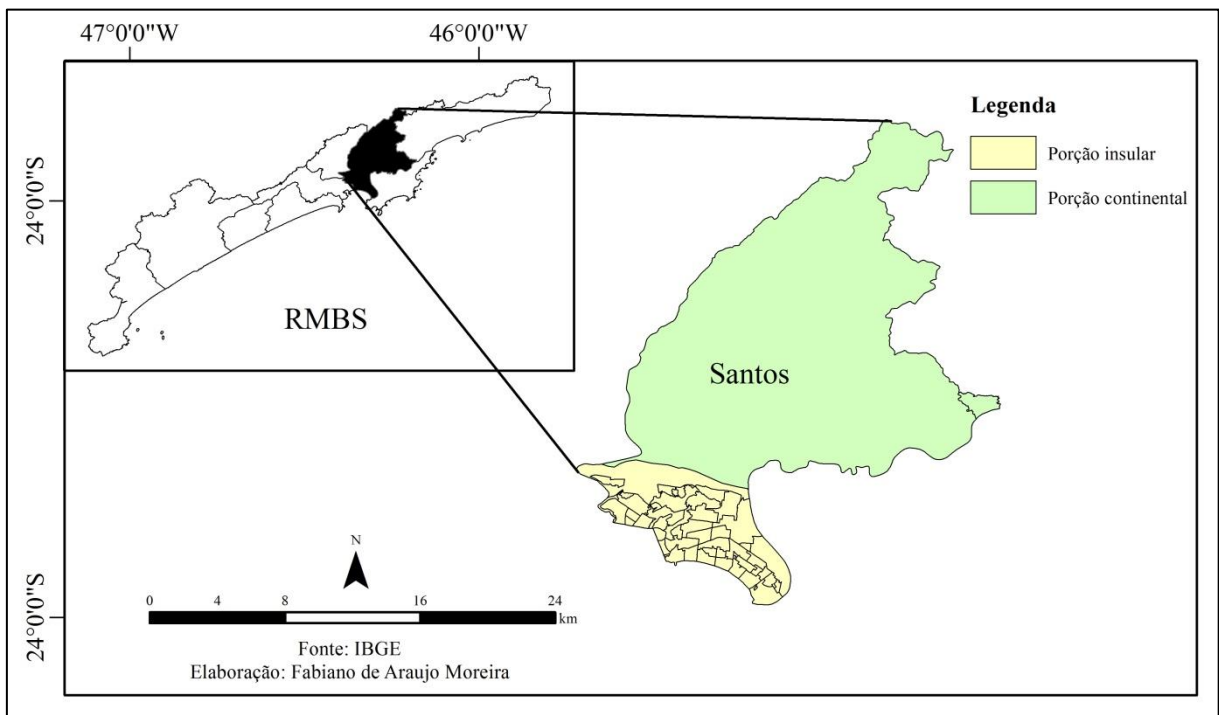 47°0'0"W
46°0'0"W
24°0'0"S
RMBS
Legenda
Porção insular
Porção continental
Santos
24°0'0"S
N
0 4 8 16 24
km
Fonte: IBGE
Elaboração: Fabiano de Araujo Moreira